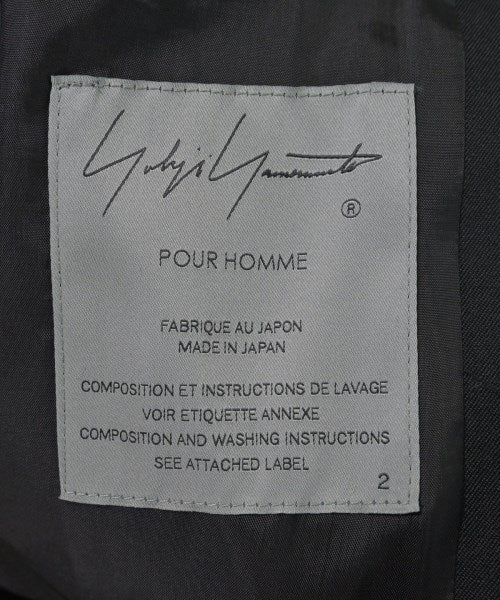 Yohji Yamamoto
®
POUR HOMME
FABRIQUE AU JAPON
MADE IN JAPAN
COMPOSITION ET INSTRUCTIONS DE LAVAGE
VOIR ETIQUETTE ANNEXE
COMPOSITION AND WASHING INSTRUCTIONS
SEE ATTACHED LABEL
2